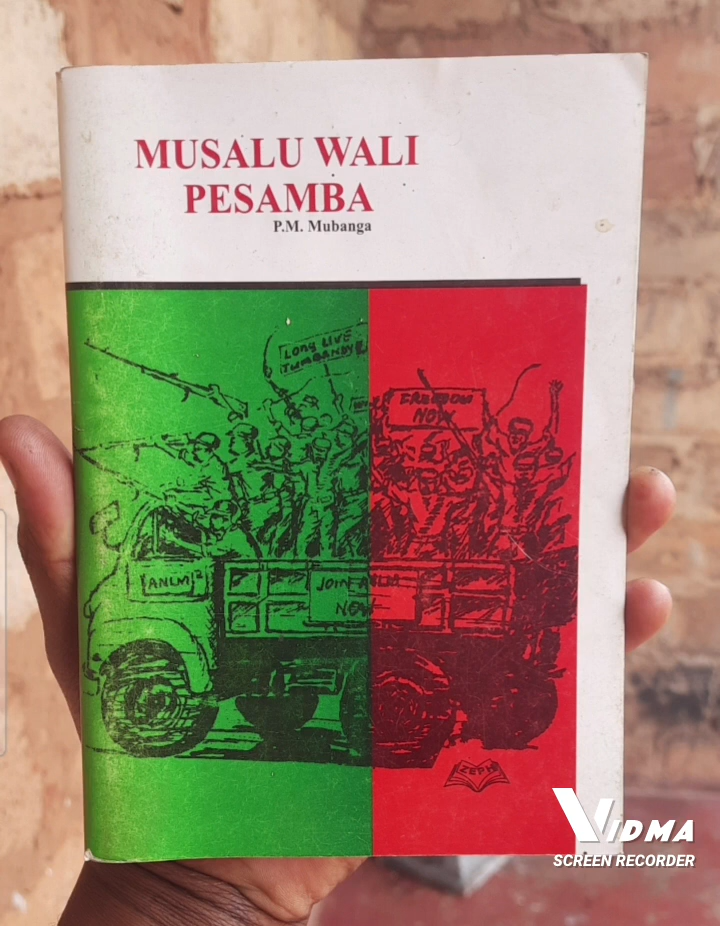 MUSALU WALI
PESAMBA
P.M. Mubanga
LONG LIVE
FREEDOM
NOW
ANLM
JOIN ANLM
NOW
ZEPH
VIDMA
SCREEN RECORDER